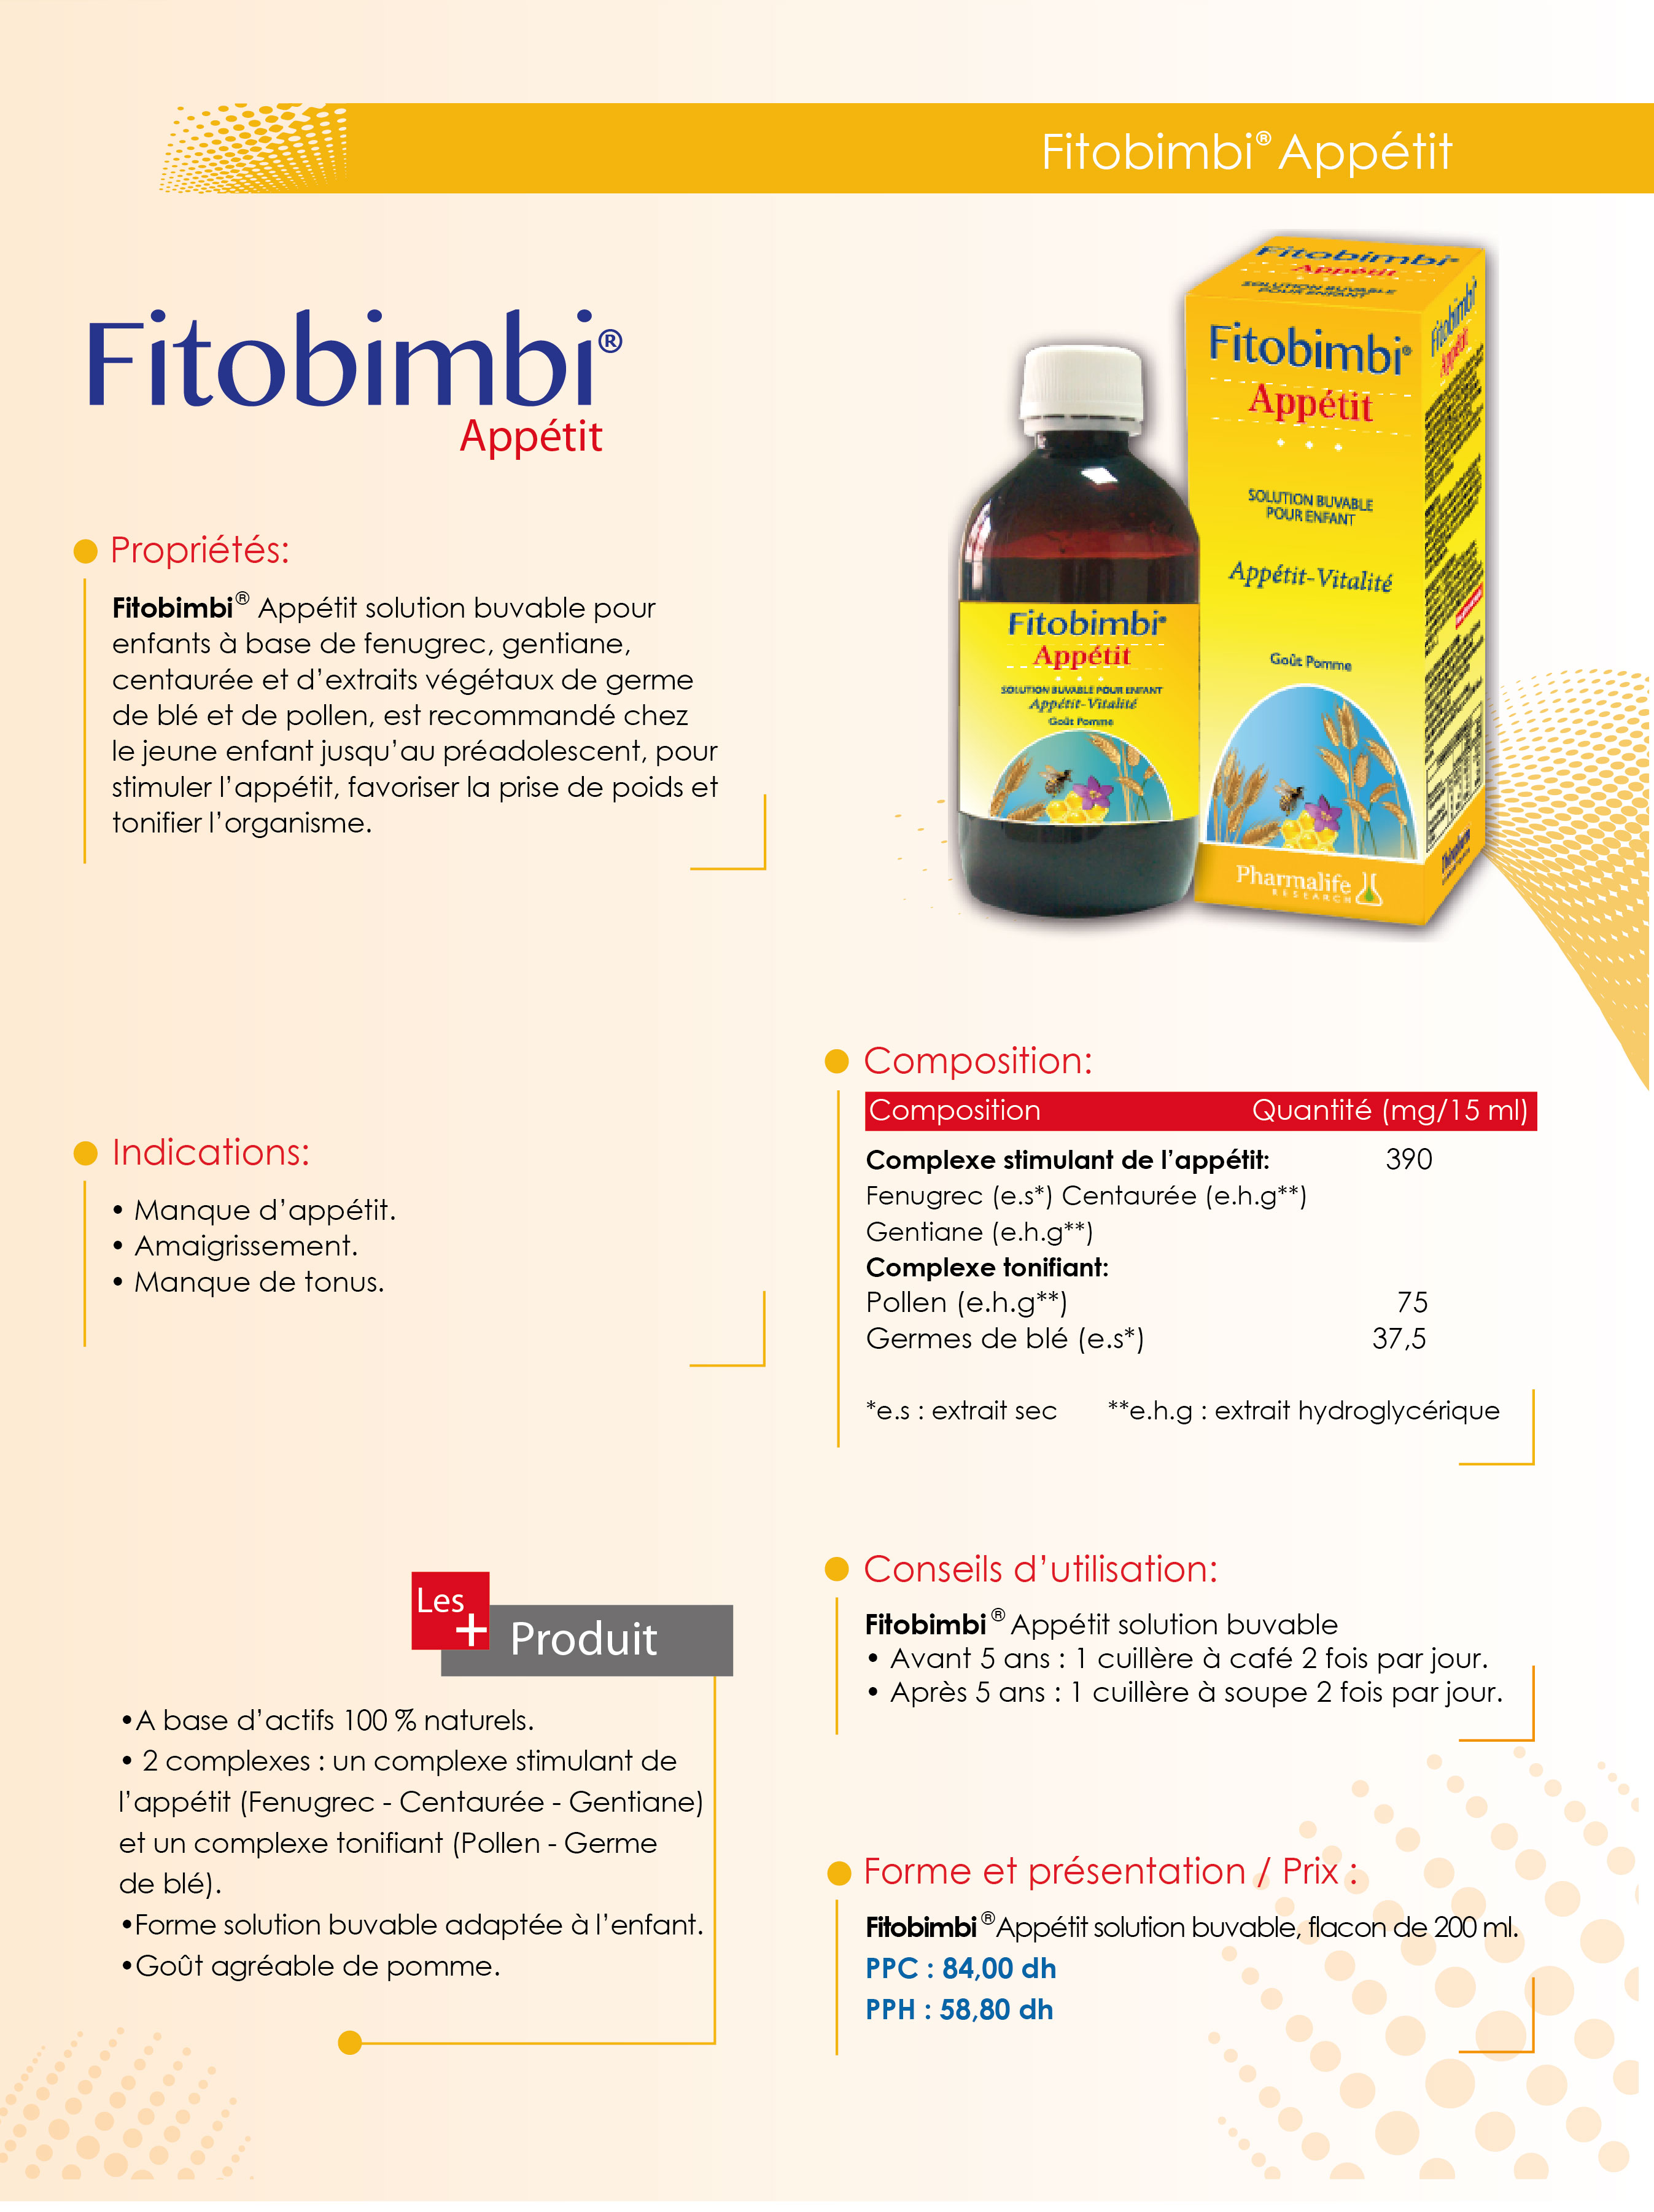 Fitobimbi® Appétit
Fitobimbi®
Appétit
Propriétés:
Fitobimbi® Appétit solution buvable pour
enfants à base de fenugrec, gentiane,
centaurée et d’extraits végétaux de germe
de blé et de pollen, est recommandé chez
le jeune enfant jusqu’au préadolescent, pour
stimuler l’appétit, favoriser la prise de poids et
tonifier l’organisme.
Fitobimbi®
Appétit
SOLUTION BUVABLE POUR ENFANT
Appétit-Vitalité
Goût Pomme
Fitobimbi®
Appétit
SOLUTION BUVABLE
POUR ENFANT
Fitobimbi®
Appétit
SOLUTION BUVABLE
POUR ENFANT
Appétit-Vitalité
Goût Pomme
Pharmalife
RESEARCH
Fitobimbi®
Appétit
Indications:
• Manque d’appétit.
• Amaigrissement.
• Manque de tonus.
Composition:
Composition Quantité (mg/15 ml)
Complexe stimulant de l’appétit: 390
Fenugrec (e.s*) Centaurée (e.h.g**)
Gentiane (e.h.g**)
Complexe tonifiant:
Pollen (e.h.g**) 75
Germes de blé (e.s*) 37,5
*e.s : extrait sec **e.h.g : extrait hydroglycérique
Les +
Produit
•A base d’actifs 100 % naturels.
• 2 complexes : un complexe stimulant de
l’appétit (Fenugrec - Centaurée - Gentiane)
et un complexe tonifiant (Pollen - Germe
de blé).
•Forme solution buvable adaptée à l’enfant.
•Goût agréable de pomme.
Conseils d’utilisation:
Fitobimbi® Appétit solution buvable
• Avant 5 ans : 1 cuillère à café 2 fois par jour.
• Après 5 ans : 1 cuillère à soupe 2 fois par jour.
Forme et présentation / Prix :
Fitobimbi® Appétit solution buvable, flacon de 200 ml.
PPC : 84,00 dh
PPH : 58,80 dh